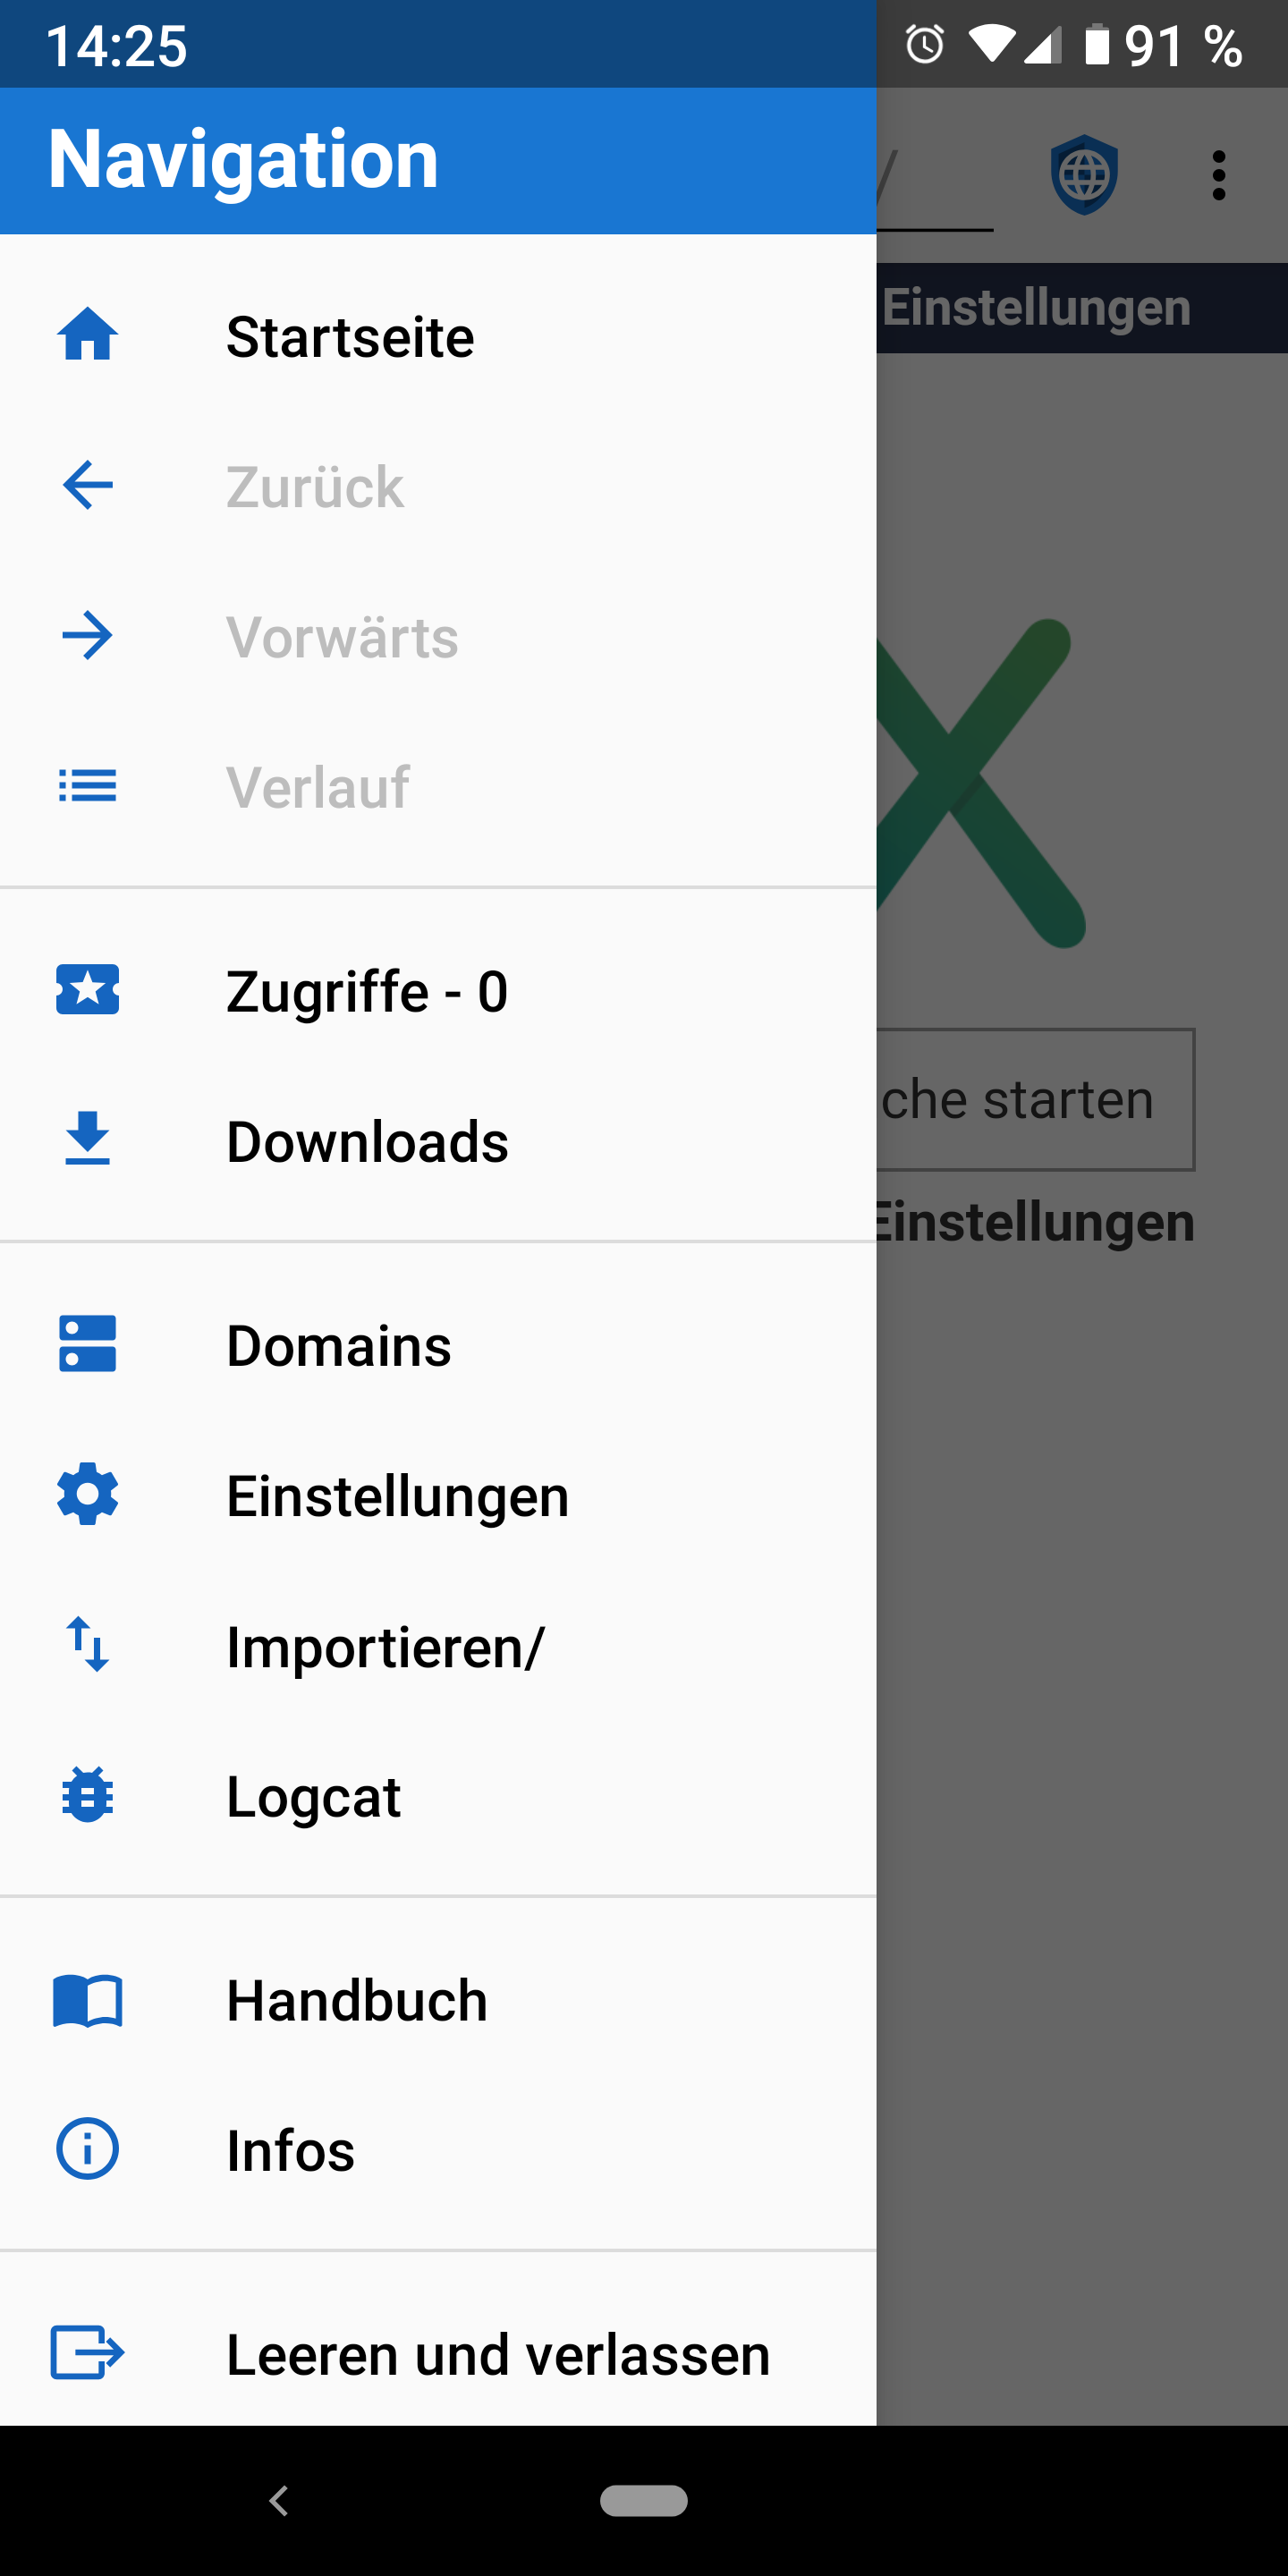 14:25
91 %
Navigation
/
Einstellungen
Startseite
Zurück
Vorwärts
Verlauf
X
Zugriffe - 0
Downloads
che starten
Einstellungen
Domains
Einstellungen
Importieren/
Logcat
Handbuch
Infos
Leeren und verlassen